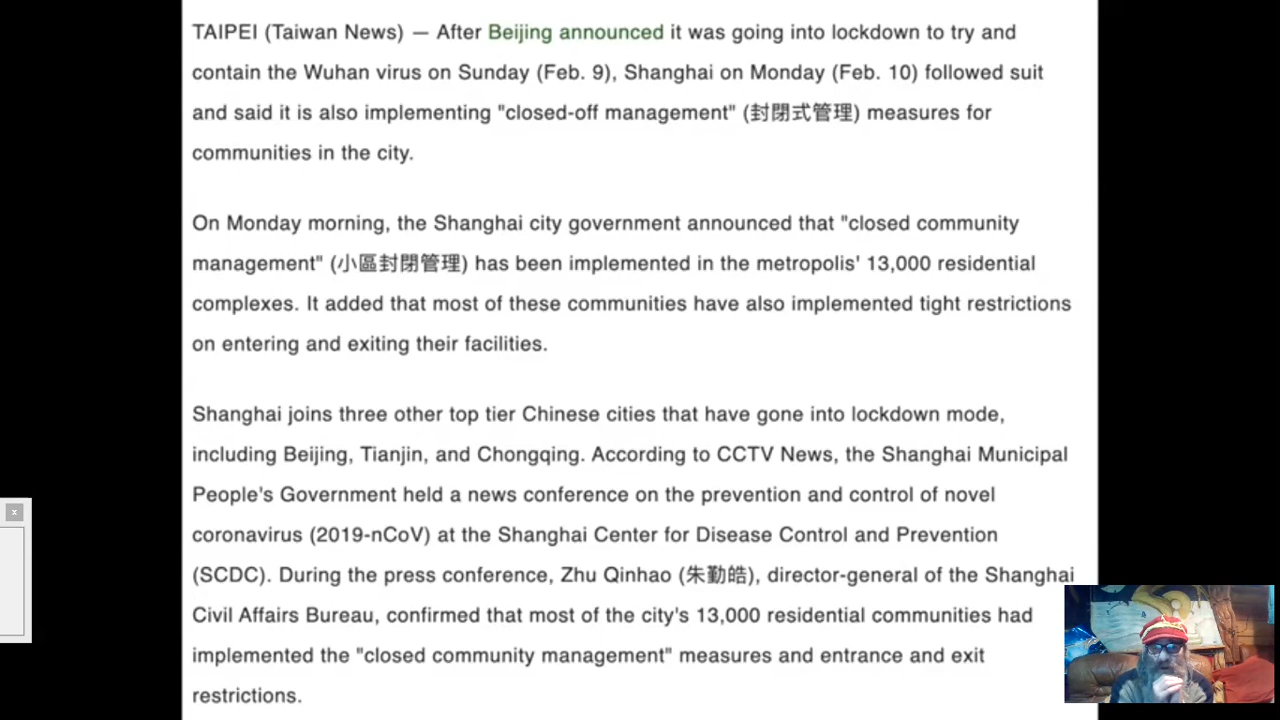 TAIPEI (Taiwan News) — After Beijing announced it was going into lockdown to try and
contain the Wuhan virus on Sunday (Feb. 9), Shanghai on Monday (Feb. 10) followed suit
and said it is also implementing "closed-off management" (封閉式管理) measures for
communities in the city.
On Monday morning, the Shanghai city government announced that "closed community
management" (小區封閉管理) has been implemented in the metropolis' 13,000 residential
complexes. It added that most of these communities have also implemented tight restrictions
on entering and exiting their facilities.
Shanghai joins three other top tier Chinese cities that have gone into lockdown mode,
including Beijing, Tianjin, and Chongqing. According to CCTV News, the Shanghai Municipal
People's Government held a news conference on the prevention and control of novel
coronavirus (2019-nCoV) at the Shanghai Center for Disease Control and Prevention
(SCDC). During the press conference, Zhu Qinhao (朱勤皓), director-general of the Shanghai
Civil Affairs Bureau, confirmed that most of the city's 13,000 residential communities had
implemented the "closed community management" measures and entrance and exit
restrictions.
x